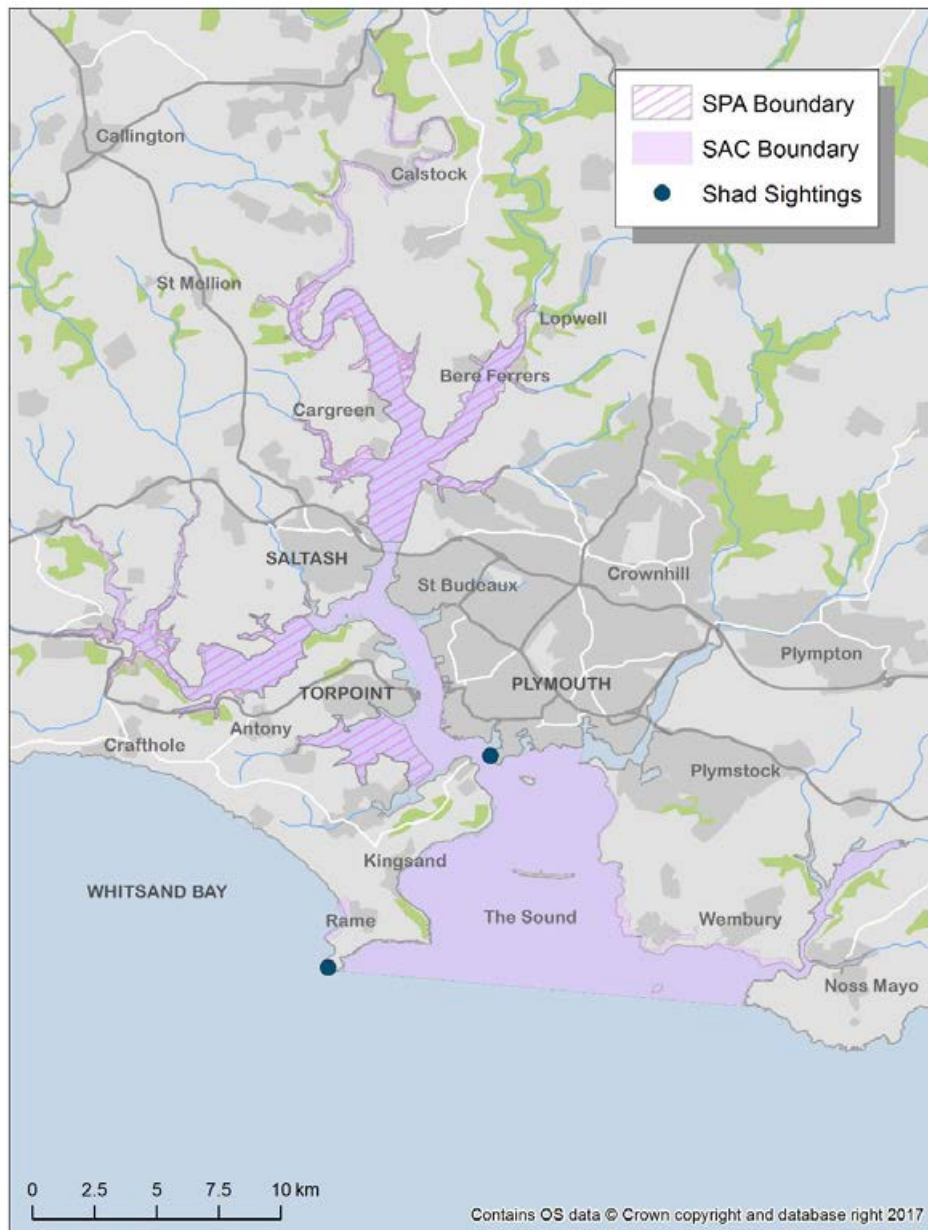 SPA Boundary
SAC Boundary
Shad Sightings
Callington
Calstock
St Mellion
Lopwell
Bere Ferrers
Cargreen
SALTASH
St Budeaux
Crownhill
Plympton
TORPOINT
PLYMOUTH
Antony
Crafthole
Plymstock
Kingsand
WHITSAND BAY
Rame
The Sound
Wembury
Noss Mayo
0 2.5 5 7.5 10 km
Contains OS data © Crown copyright and database right 2017